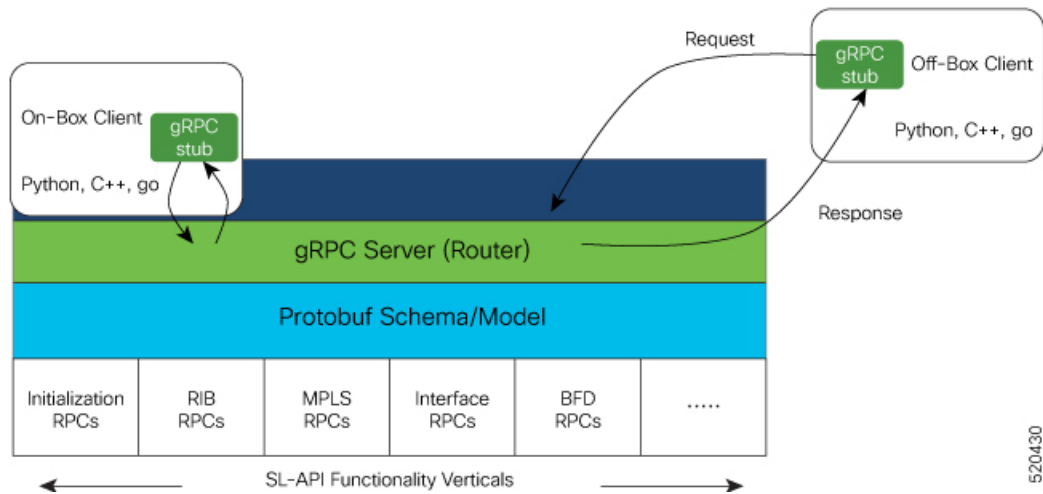 Request
gRPC
stub
Off-Box Client
Python, C++, go
On-Box Client
gRPC
stub
Python, C++, go
Response
gRPC Server (Router)
Protobuf Schema/Model
Initialization
RPCs
RIB
RPCs
MPLS
RPCs
Interface
RPCs
BFD
RPCs
.....
SL-API Functionality Verticals
520430